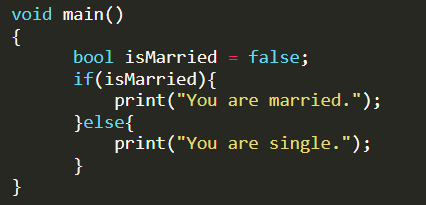 void main()
{
bool isMarried = false;
if(isMarried){
print("You are married.");
}else{
print("You are single.");
}
}